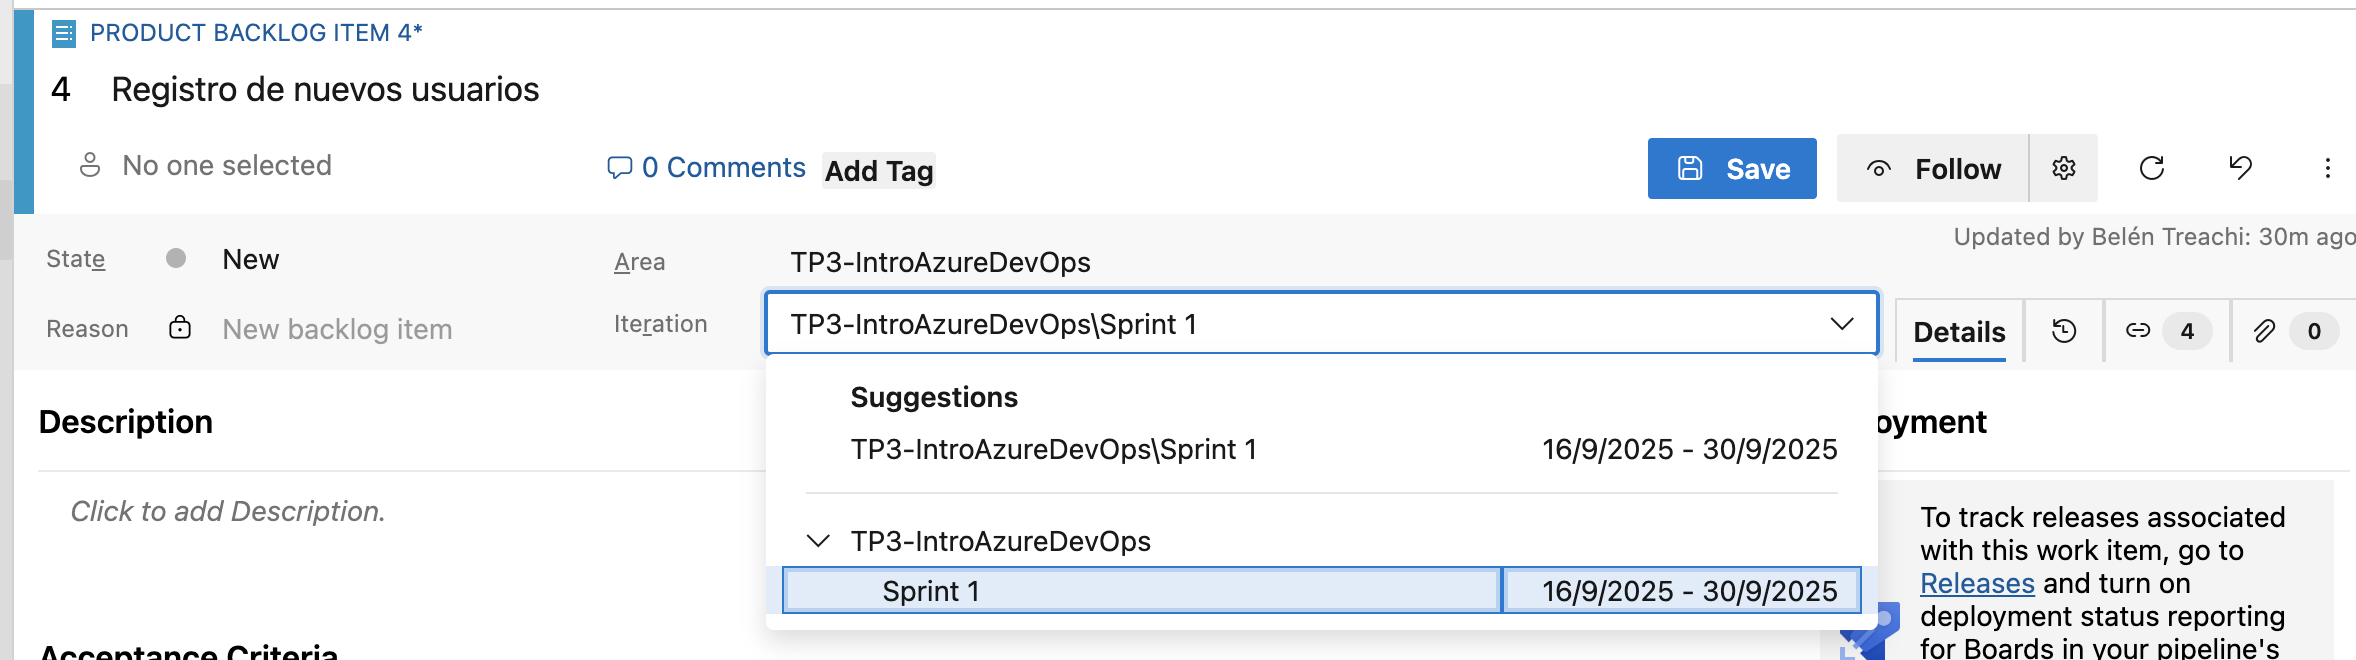 PRODUCT BACKLOG ITEM 4*
4 Registro de nuevos usuarios
No one selected
0 Comments
Add Tag
Save
Follow
State New
Area TP3-IntroAzureDevOps
Updated by Belén Treachi: 30m ago
Reason New backlog item
Iteration TP3-IntroAzureDevOps\Sprint 1
Details
4
0
Suggestions
TP3-IntroAzureDevOps\Sprint 1 16/9/2025 - 30/9/2025
TP3-IntroAzureDevOps
Sprint 1 16/9/2025 - 30/9/2025
Description
Click to add Description.
Acceptance Criteria
oyment
To track releases associated
with this work item, go to
Releases and turn on
deployment status reporting
for Boards in your pipeline's